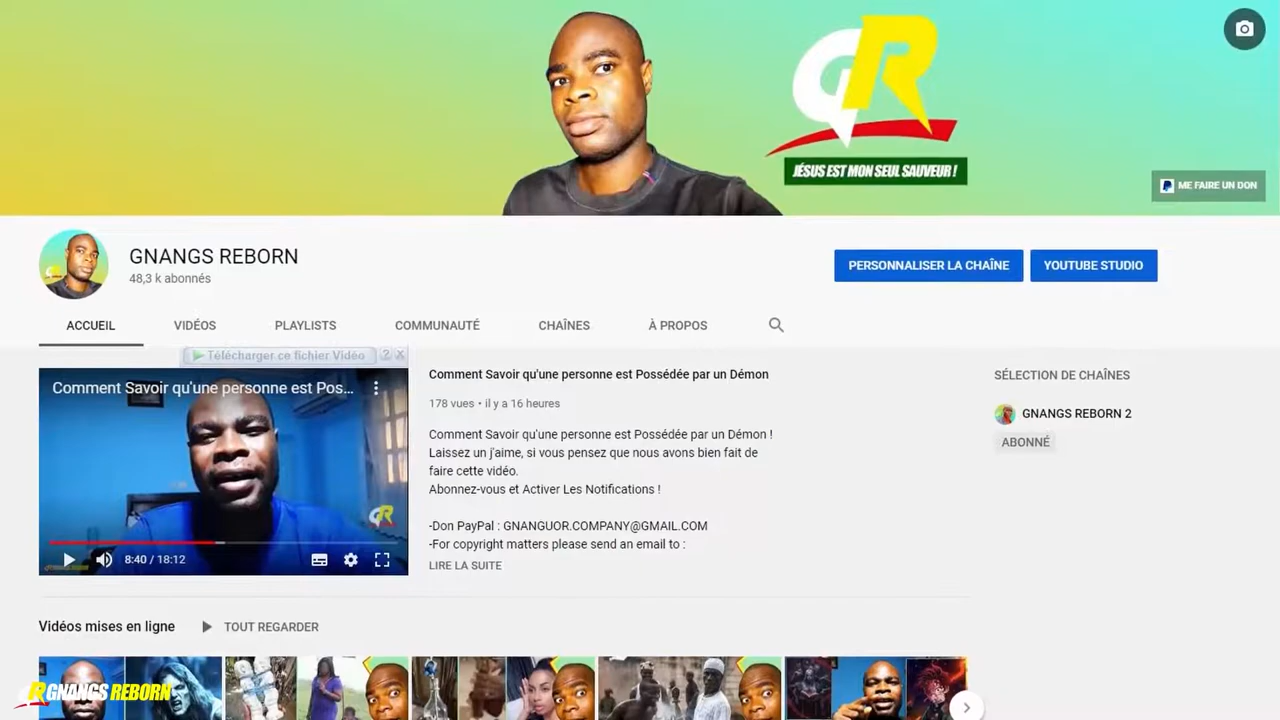 GR
JÉSUS EST MON SEUL SAUVEUR !
ME FAIRE UN DON
GNANGS REBORN
48,3 k abonnés
PERSONNALISER LA CHAÎNE
YOUTUBE STUDIO
ACCUEIL
VIDÉOS
PLAYLISTS
COMMUNAUTÉ
CHAÎNES
À PROPOS
Télécharger ce fichier Vidéo ? X
Comment Savoir qu'une personne est Pos...
GR
8:40 / 18:12
Comment Savoir qu'une personne est Possédée par un Démon
178 vues • il y a 16 heures
Comment Savoir qu'une personne est Possédée par un Démon !
Laissez un j'aime, si vous pensez que nous avons bien fait de
faire cette vidéo.
Abonnez-vous et Activer Les Notifications !
-Don PayPal : GNANGUOR.COMPANY@GMAIL.COM
-For copyright matters please send an email to :
LIRE LA SUITE
SÉLECTION DE CHAÎNES
GNANGS REBORN 2
ABONNÉ
Vidéos mises en ligne
TOUT REGARDER
GR GNANGS REBORN